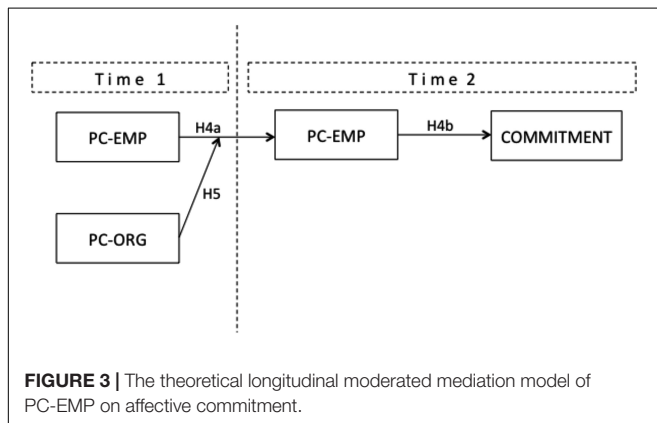 Time 1
Time 2
PC-EMP
H4a
PC-EMP
H4b
COMMITMENT
H5
PC-ORG
FIGURE 3 | The theoretical longitudinal moderated mediation model of
PC-EMP on affective commitment.